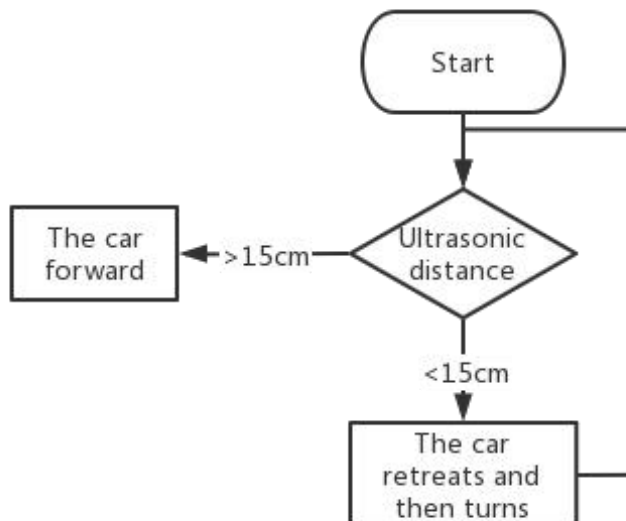 Start
Ultrasonic
distance
>15cm
The car
forward
<15cm
The car
retreats and
then turns